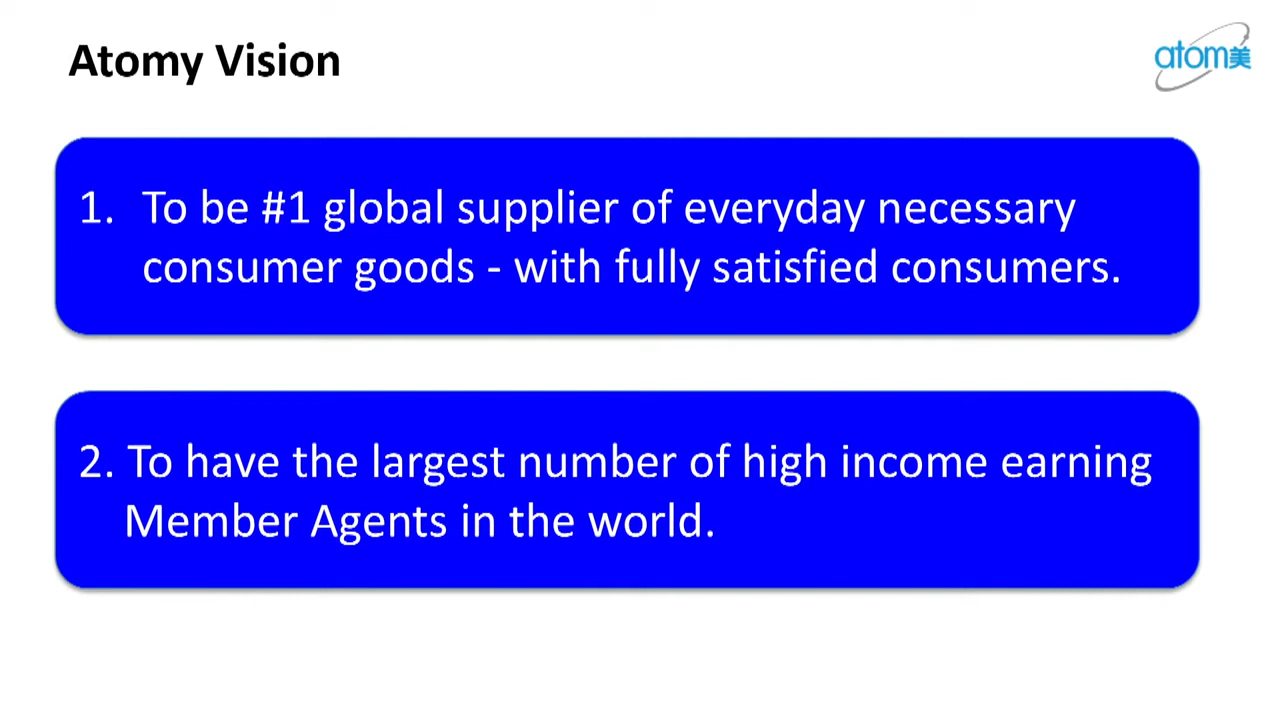 Atomy Vision
atom美
1. To be #1 global supplier of everyday necessary
consumer goods - with fully satisfied consumers.
2. To have the largest number of high income earning
Member Agents in the world.